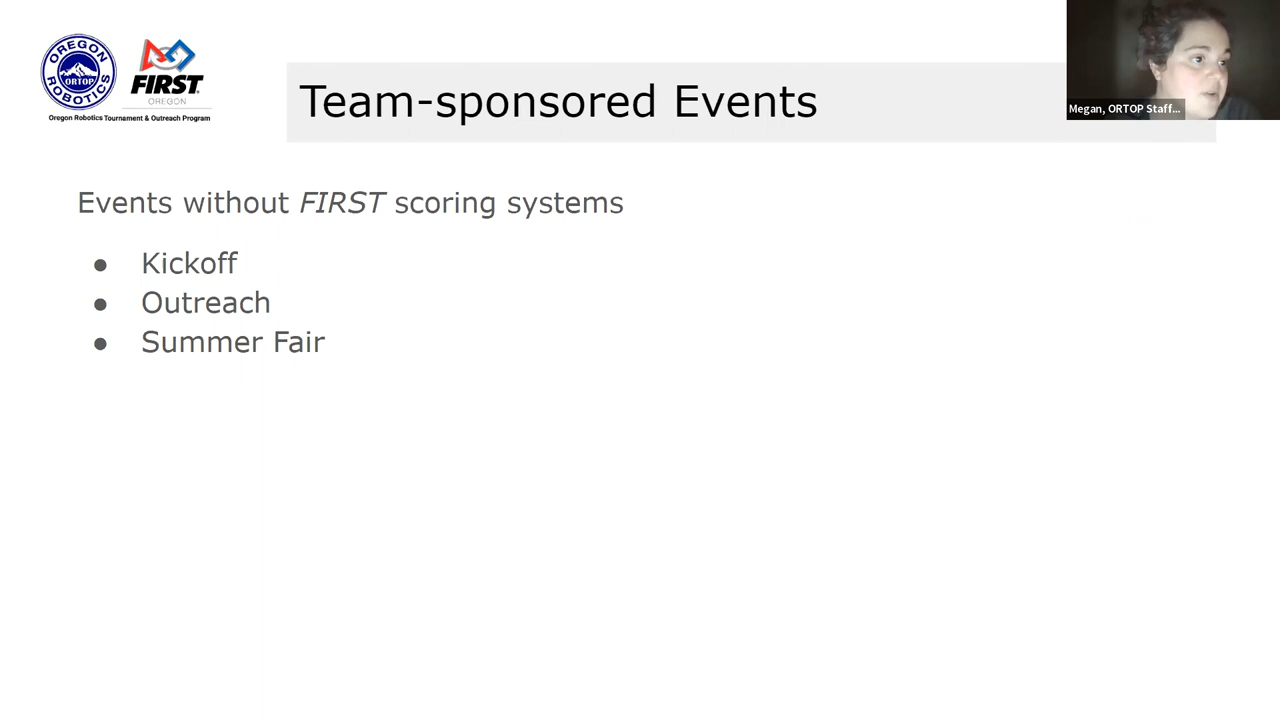 OREGON
ORTOP
ROBOTICS
FIRST
OREGON
Oregon Robotics Tournament & Outreach Program
Team-sponsored Events
Megan, ORTOP Staff...
Events without FIRST scoring systems
● Kickoff
● Outreach
● Summer Fair